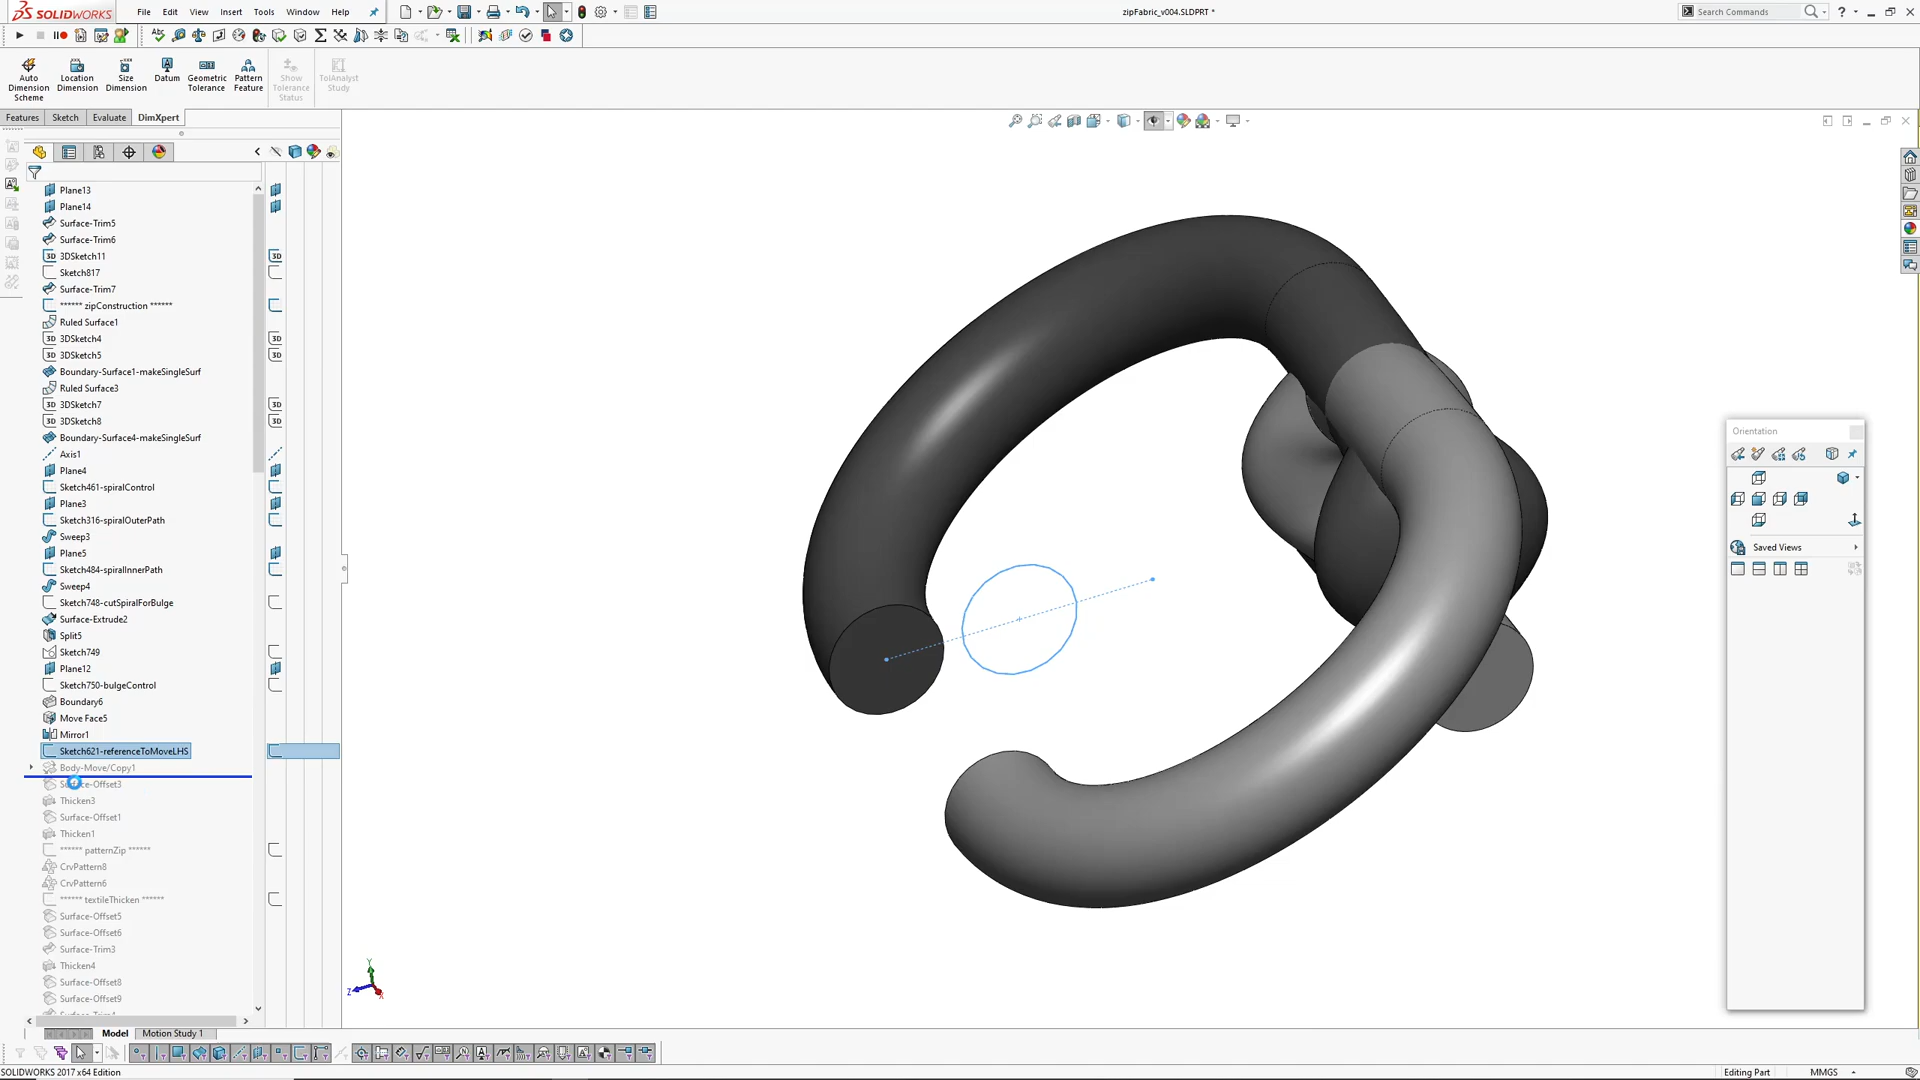 SOLIDWORKS File Edit View Insert Tools Window Help zipFabric_v004.SLDPRT * Search Commands
Auto Dimension Scheme
Location Dimension
Size Dimension
Datum
Geometric Tolerance
Pattern Feature
Show Tolerance Status
TolAnalyst Study
Features Sketch Evaluate DimXpert
Plane13
Plane14
Surface-Trim5
Surface-Trim6
3DSketch11
Sketch817
Surface-Trim7
****** zipConstruction ******
Ruled Surface1
3DSketch4
3DSketch5
Boundary-Surface1-makeSingleSurf
Ruled Surface3
3DSketch7
3DSketch8
Boundary-Surface4-makeSingleSurf
Axis1
Plane4
Sketch461-spiralControl
Plane3
Sketch316-spiralOuterPath
Sweep3
Plane5
Sketch484-spiralInnerPath
Sweep4
Sketch748-cutSpiralForBulge
Surface-Extrude2
Split5
Sketch749
Plane12
Sketch750-bulgeControl
Boundary6
Move Face5
Mirror1
Sketch621-referenceToMoveLHS
Body-Move/Copy1
Thicken3
Surface-Offset1
Thicken1
****** patternZip ******
CrvPattern8
CrvPattern6
****** textileThicken ******
Surface-Offset5
Surface-Offset6
Surface-Trim3
Thicken4
Surface-Offset8
Surface-Offset9
Orientation
Saved Views
Y
Z
X
Model Motion Study 1
SOLIDWORKS 2017 x64 Edition Editing Part MMGS